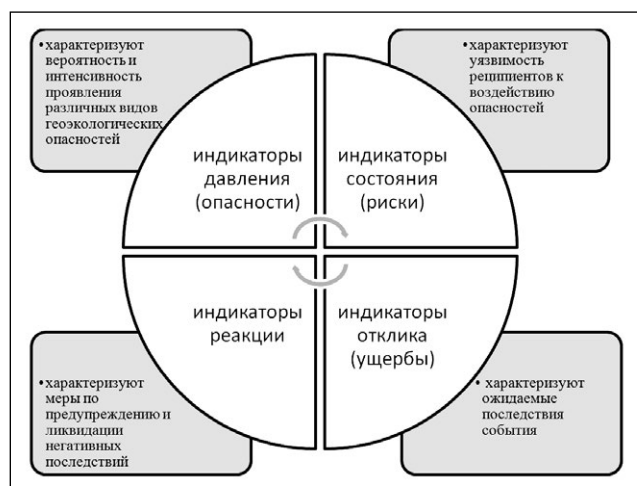 •характеризуют
вероятность и
интенсивность
проявления
различных видов
геоэкологических
опасностей
•характеризуют
уязвимость
реципиентов к
воздействию
опасностей
индикаторы
давления
(опасности)
индикаторы
состояния
(риски)
индикаторы
реакции
индикаторы
отклика
(ущербы)
•характеризуют
меры по
предупреждению и
ликвидации
негативных
последствий
• характеризуют
ожидаемые
последствия
события